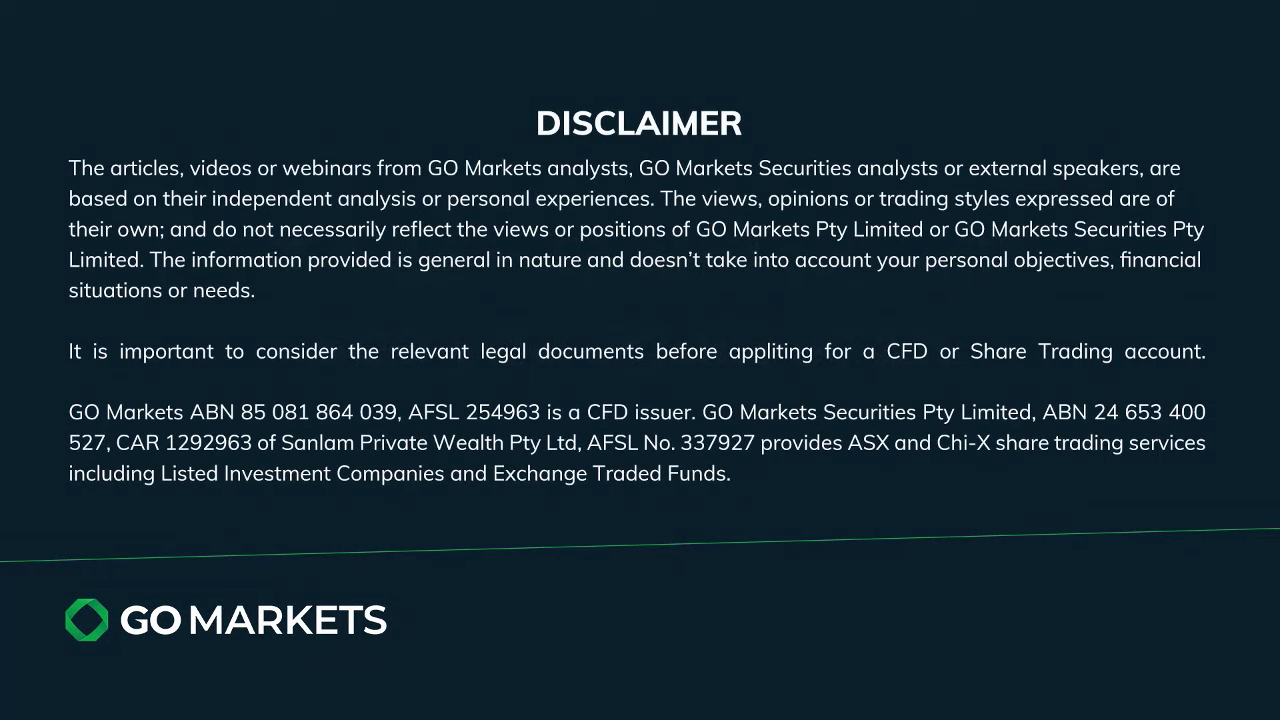 DISCLAIMER
The articles, videos or webinars from GO Markets analysts, GO Markets Securities analysts or external speakers, are
based on their independent analysis or personal experiences. The views, opinions or trading styles expressed are of
their own; and do not necessarily reflect the views or positions of GO Markets Pty Limited or GO Markets Securities Pty
Limited. The information provided is general in nature and doesn’t take into account your personal objectives, financial
situations or needs.
It is important to consider the relevant legal documents before appliting for a CFD or Share Trading account.
GO Markets ABN 85 081 864 039, AFSL 254963 is a CFD issuer. GO Markets Securities Pty Limited, ABN 24 653 400
527, CAR 1292963 of Sanlam Private Wealth Pty Ltd, AFSL No. 337927 provides ASX and Chi-X share trading services
including Listed Investment Companies and Exchange Traded Funds.
GO MARKETS